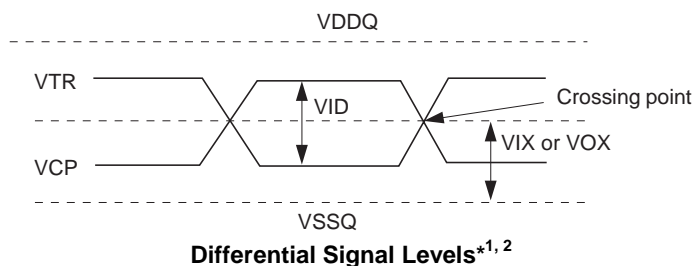 VDDQ
VTR
VID
Crossing point
VIX or VOX
VCP
VSSQ
Differential Signal Levels*1, 2